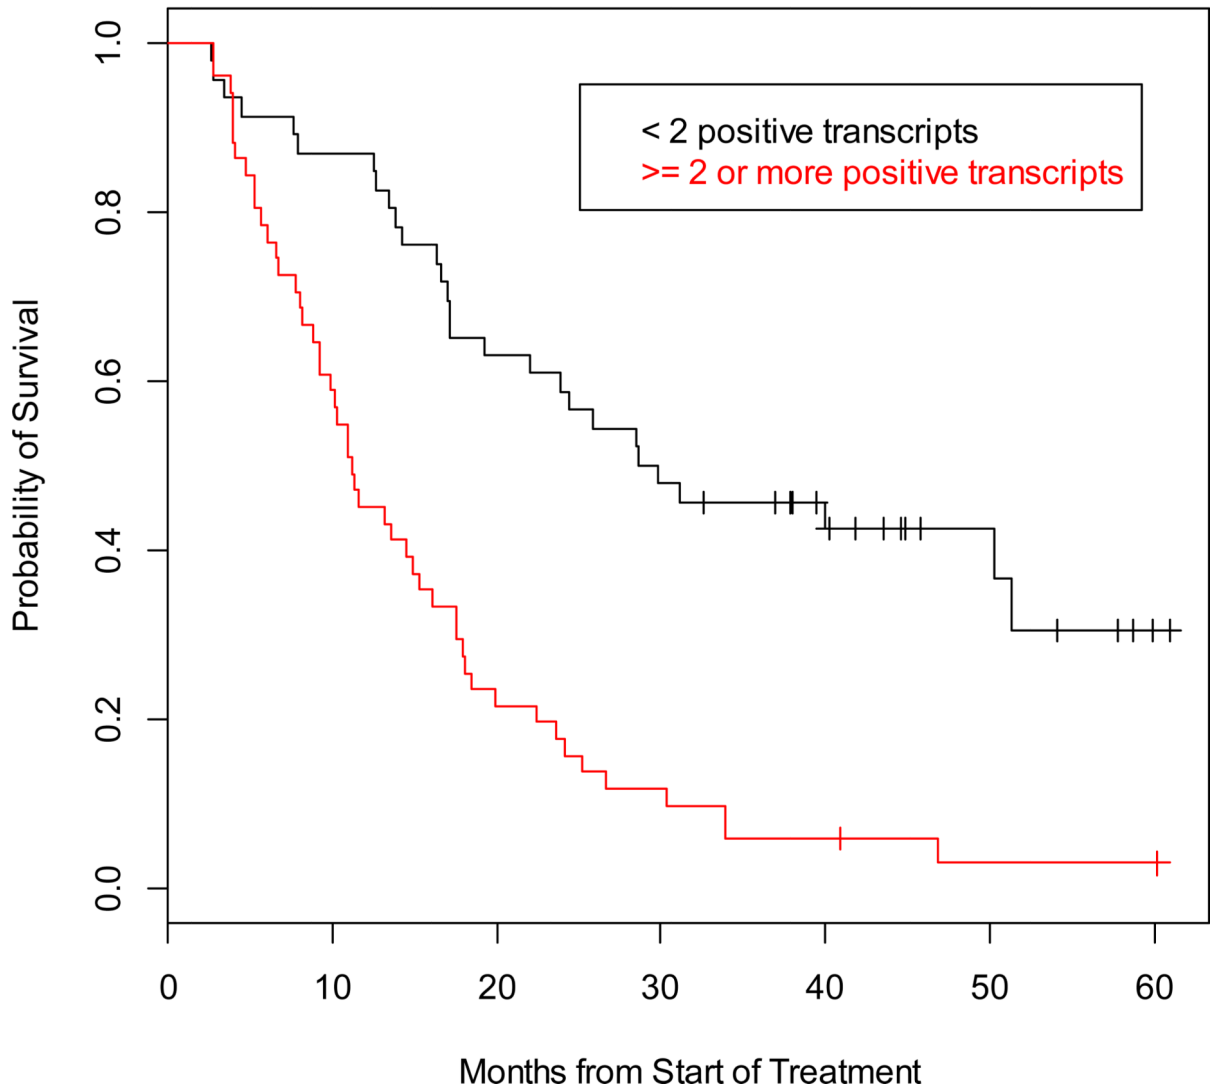 1.0
0.8
0.6
0.4
0.2
0.0
Probability of Survival
< 2 positive transcripts
>= 2 or more positive transcripts
0 10 20 30 40 50 60
Months from Start of Treatment